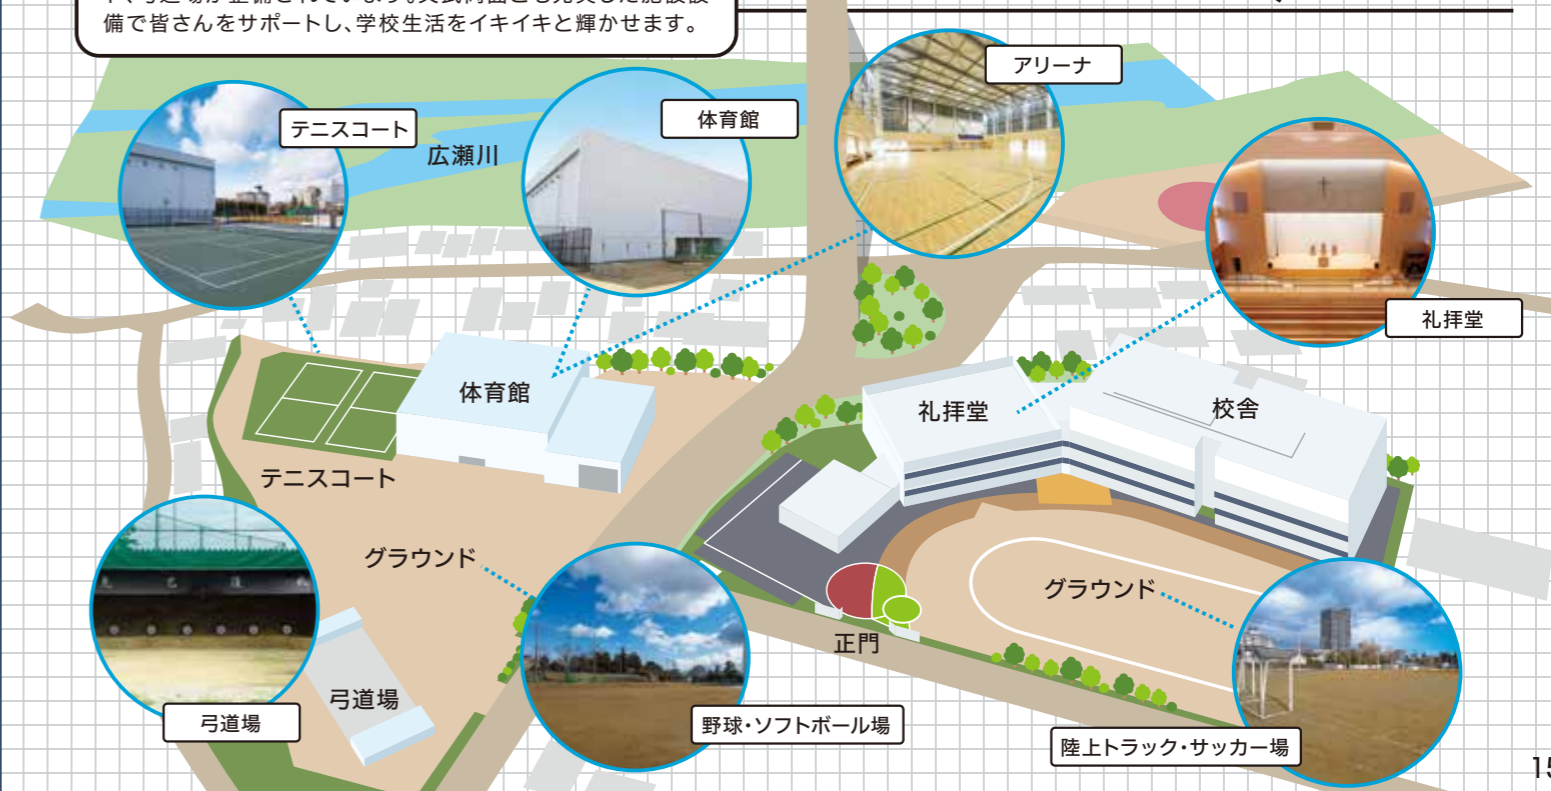 備で皆さんをサポートし、学校生活をイキイキと輝かせます。
アリーナ
テニスコート
体育館
広瀬川
礼拝堂
体育館
礼拝堂
校舎
テニスコート
グラウンド
グラウンド
正門
弓道場
弓道場
野球・ソフトボール場
陸上トラック・サッカー場
15